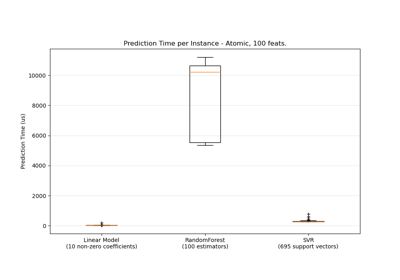 Prediction Time per Instance - Atomic, 100 feats.
Prediction Time (us)
10000
8000
6000
4000
2000
0
Linear Model
(10 non-zero coefficients)
RandomForest
(100 estimators)
SVR
(695 support vectors)